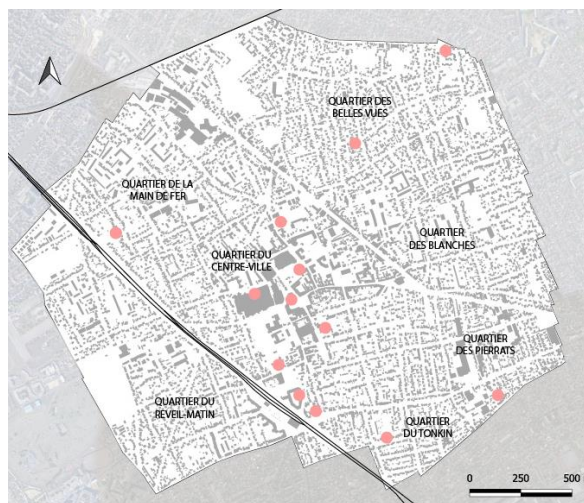 QUARTIER DES
BELLES VUES
QUARTIER DE LA
MAIN DE FER
QUARTIER
DES BLANCHES
QUARTIER DU
CENTRE-VILLE
QUARTIER
DES PIERRATS
QUARTIER DU
REVEIL-MATIN
QUARTIER
DU TONKIN
0 250 500